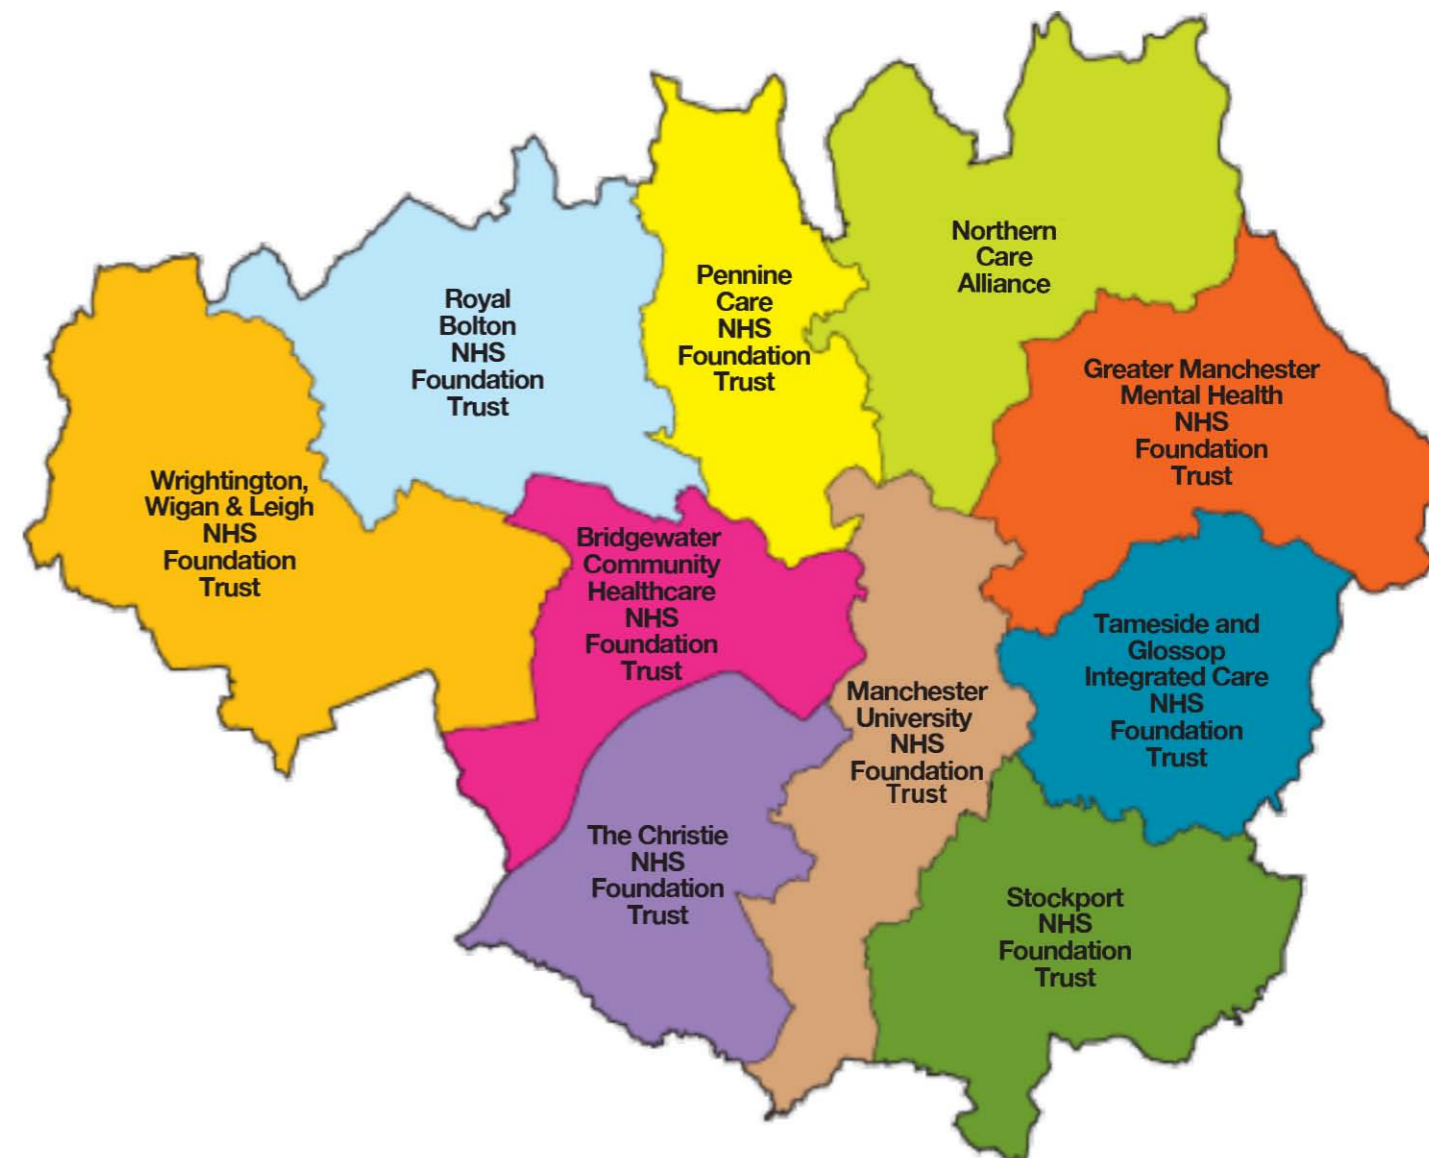 Northern
Care
Alliance
Pennine
Care
NHS
Foundation
Trust
Royal
Bolton
NHS
Foundation
Trust
Greater Manchester
Mental Health
NHS
Foundation
Trust
Wrightington,
Wigan & Leigh
NHS
Foundation
Trust
Bridgewater
Community
Healthcare
NHS
Foundation
Trust
Tameside and
Glossop
Integrated Care
NHS
Foundation
Trust
Manchester
University
NHS
Foundation
Trust
The Christie
NHS
Foundation
Trust
Stockport
NHS
Foundation
Trust